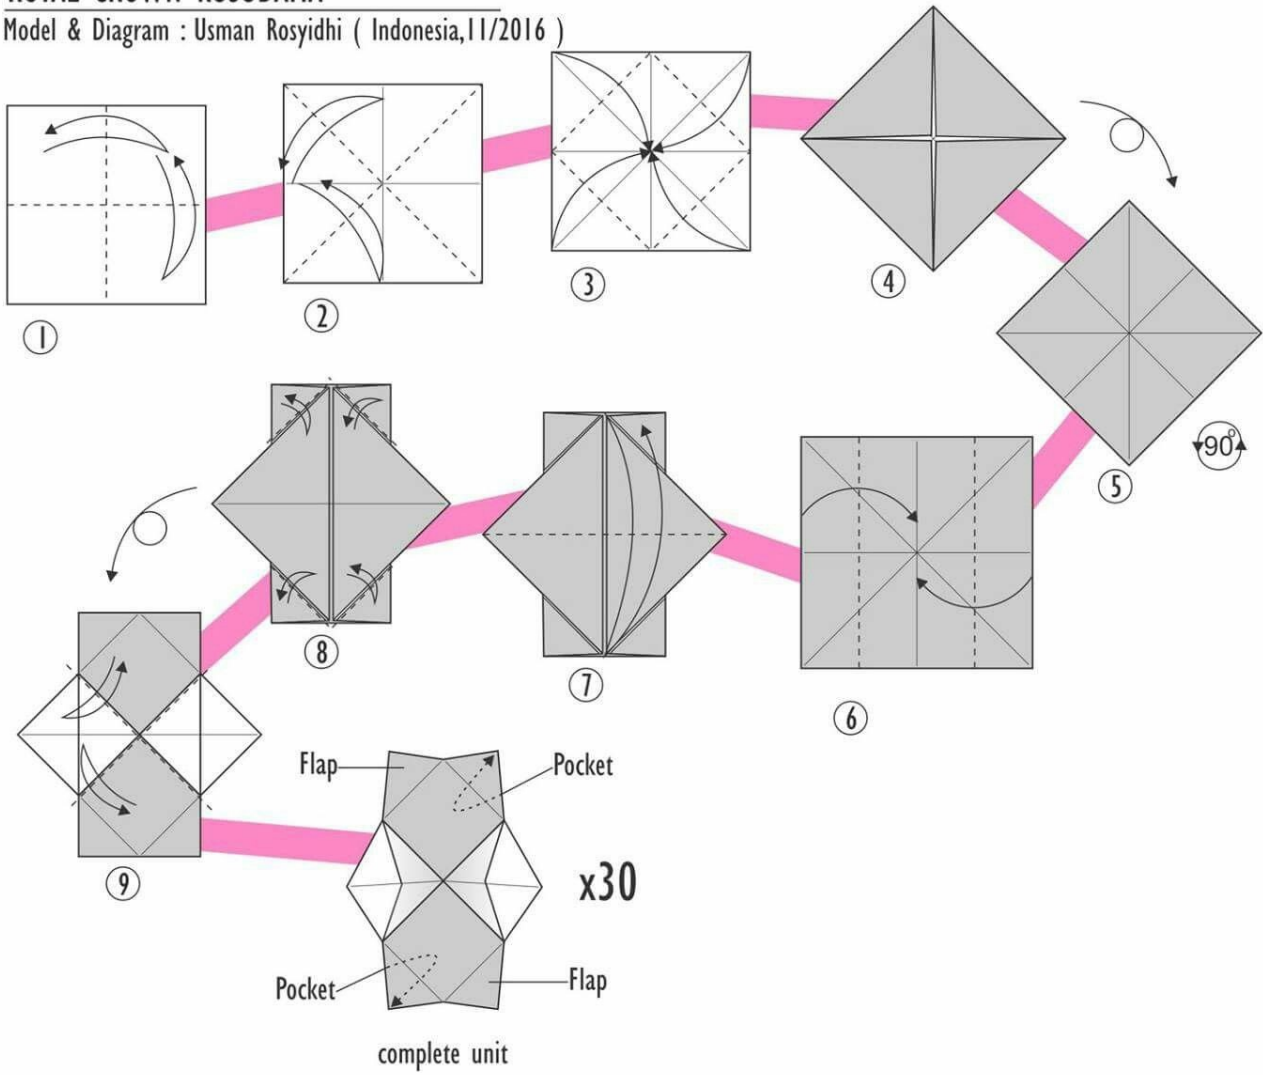 Model & Diagram : Usman Rosyidhi ( Indonesia,11/2016 )
1
2
3
4
5
90°
6
7
8
9
Flap
Pocket
x30
Pocket
Flap
complete unit